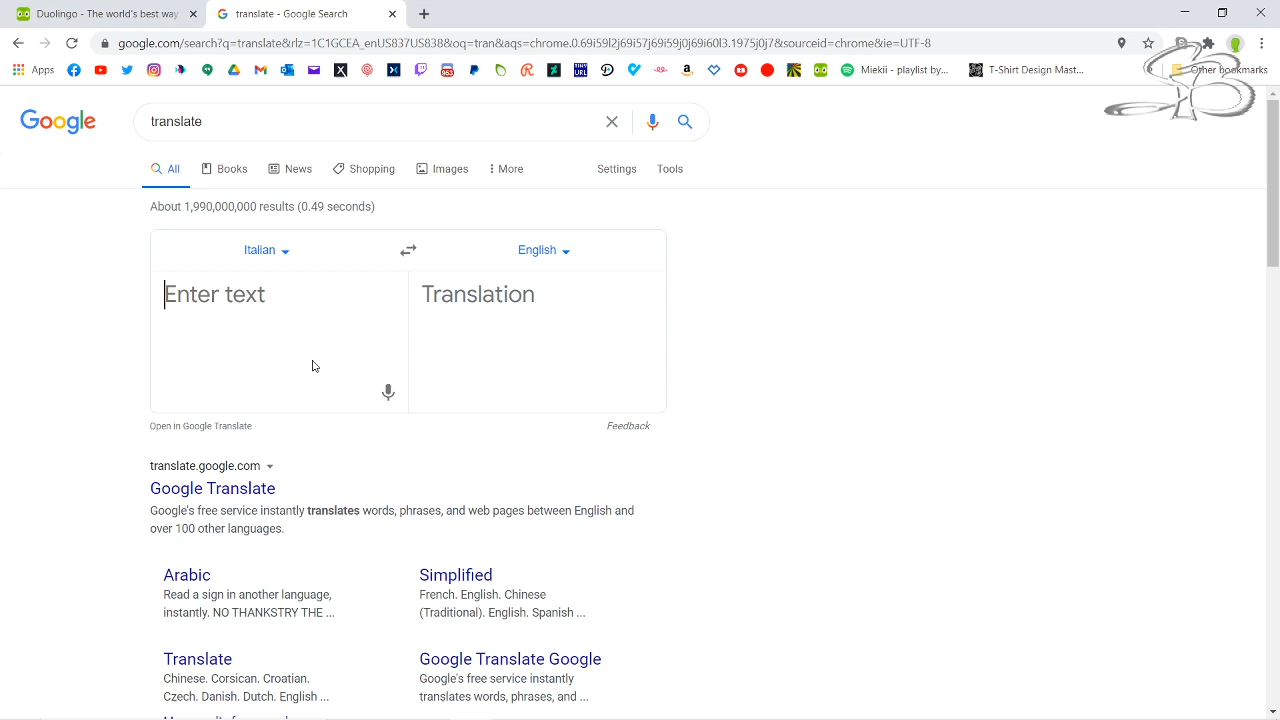 Duolingo - The world's best way
translate - Google Search
google.com/search?q=translate&rlz=1C1GCEA_enUS837US838&oq=tran&aqs=chrome.0.69i59l2j69i57j69i59j0j69i60l3.1975j0j7&sourceid=chrome&ie=UTF-8
Apps
Miekii - playlist by...
T-Shirt Design Mast...
Other bookmarks
Google
translate
All
Books
News
Shopping
Images
More
Settings
Tools
About 1,990,000,000 results (0.49 seconds)
Italian
English
Enter text
Translation
Open in Google Translate
Feedback
translate.google.com
Google Translate
Google's free service instantly translates words, phrases, and web pages between English and
over 100 other languages.
Arabic
Read a sign in another language,
instantly. NO THANKSTRY THE ...
Simplified
French. English. Chinese
(Traditional). English. Spanish ...
Translate
Chinese. Corsican. Croatian.
Czech. Danish. Dutch. English ...
Google Translate Google
Google's free service instantly
translates words, phrases, and ...